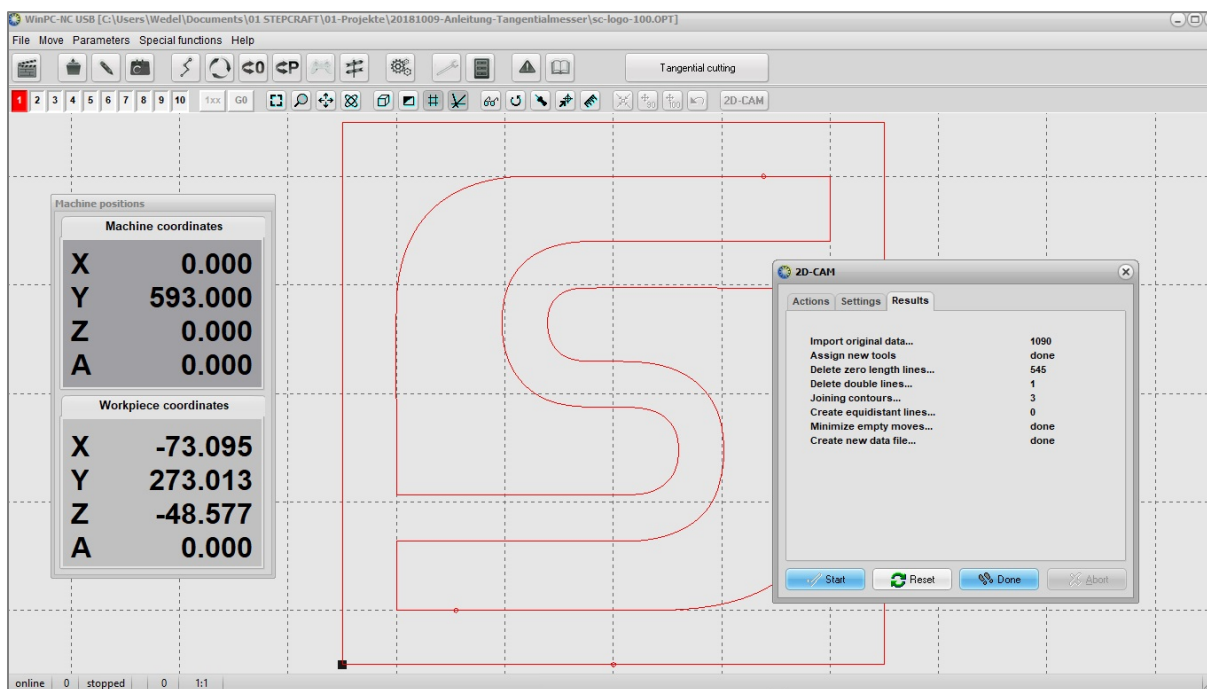 WinPC-NC USB [C:\Users\Wedel\Documents\01 STEPCRAFT\01-Projekte\20181009-Anleitung-Tangentialmesser\sc-logo-100.OPT]
File Move Parameters Special functions Help
0 P Tangential cutting
1 2 3 4 5 6 7 8 9 10 1xx G0 90 100 2D-CAM
Machine positions
Machine coordinates
X 0.000
Y 593.000
Z 0.000
A 0.000
Workpiece coordinates
X -73.095
Y 273.013
Z -48.577
A 0.000
2D-CAM
Actions Settings Results
Import original data... 1090
Assign new tools done
Delete zero length lines... 545
Delete double lines... 1
Joining contours... 3
Create equidistant lines... 0
Minimize empty moves... done
Create new data file... done
Start Reset Done Abort
online 0 stopped 0 1:1